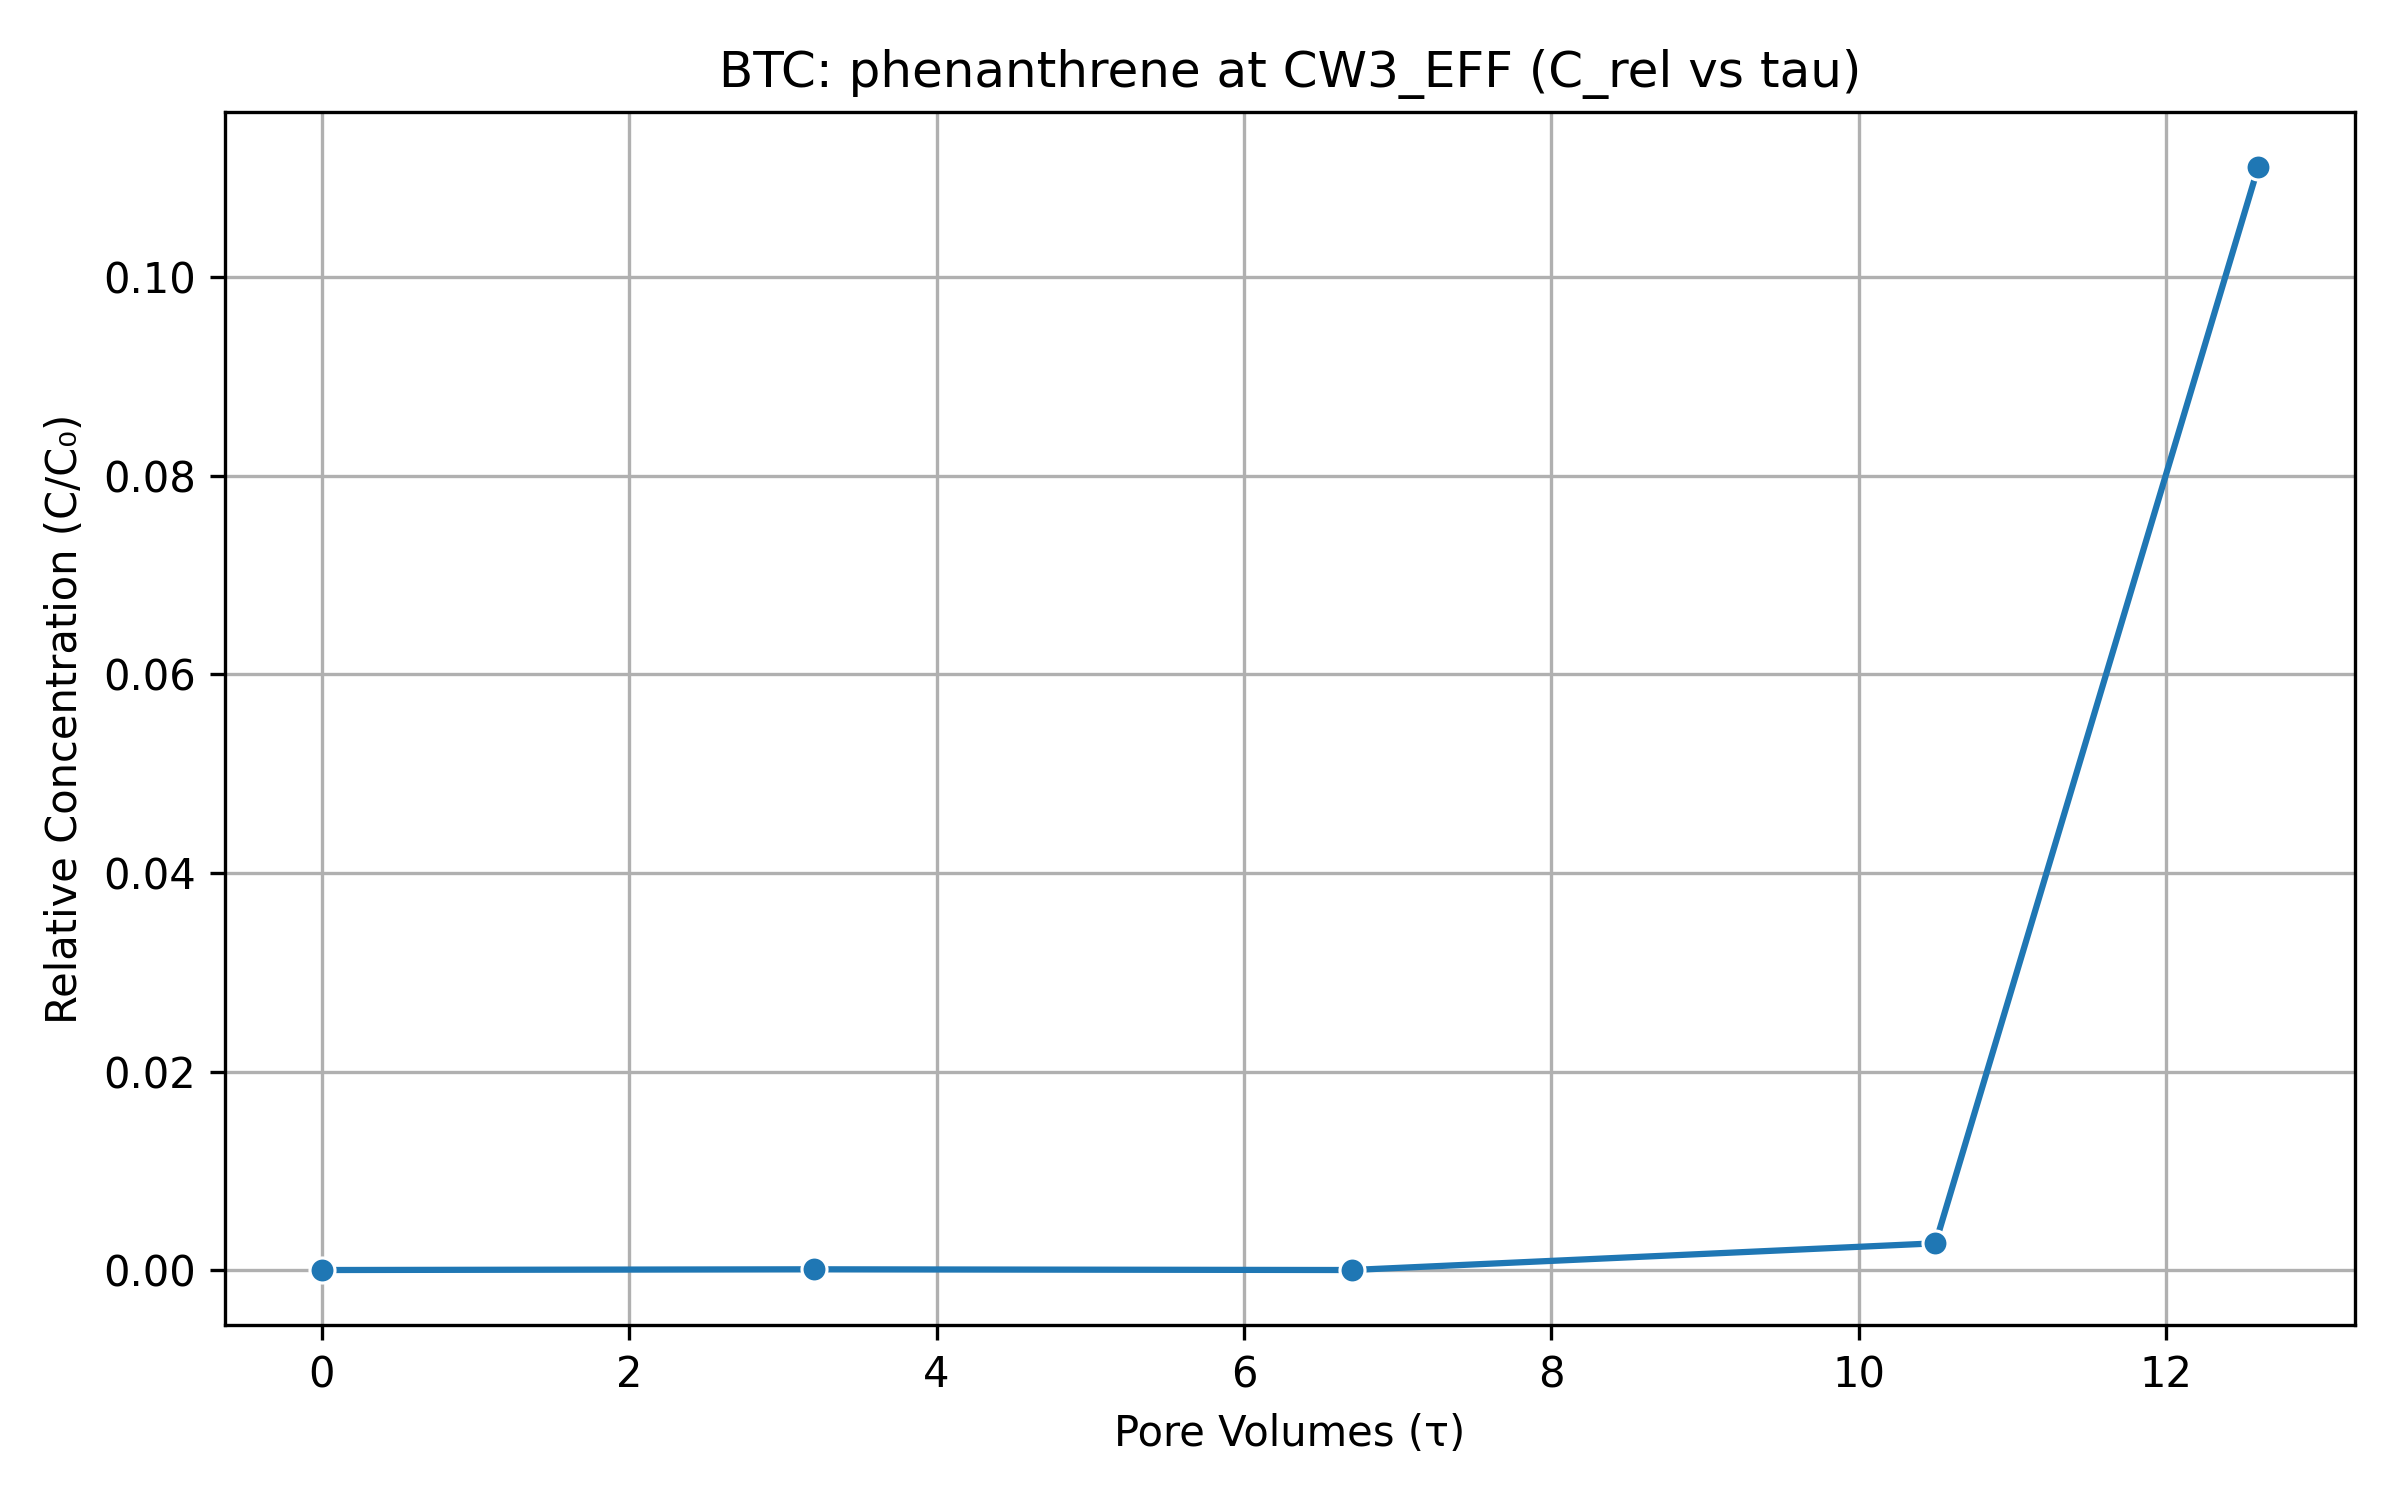 BTC: phenanthrene at CW3_EFF (C_rel vs tau)
Relative Concentration (C/C₀)
0.10
0.08
0.06
0.04
0.02
0.00
0 2 4 6 8 10 12
Pore Volumes (τ)